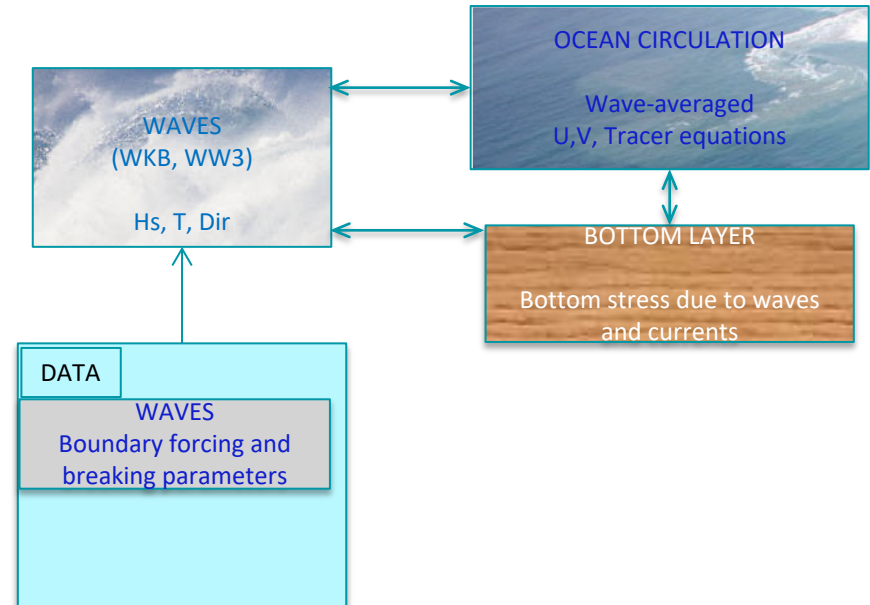 OCEAN CIRCULATION
Wave-averaged
U,V, Tracer equations
WAVES
(WKB, WW3)
Hs, T, Dir
BOTTOM LAYER
Bottom stress due to waves
and currents
DATA
WAVES
Boundary forcing and
breaking parameters